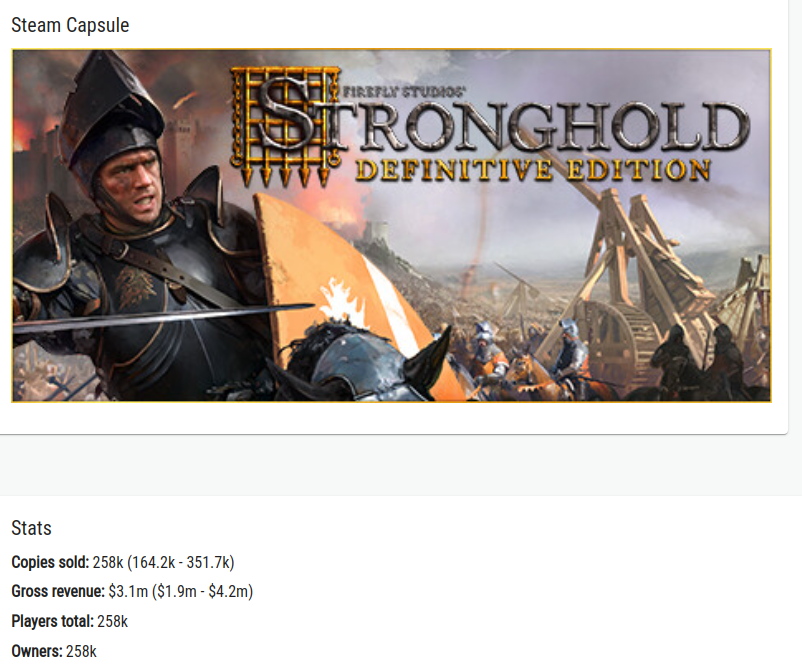 Steam Capsule
FIREFLY STUDIOS'
STRONGHOLD
DEFINITIVE EDITION
Stats
Copies sold: 258k (164.2k - 351.7k)
Gross revenue: $3.1m ($1.9m - $4.2m)
Players total: 258k
Owners: 258k